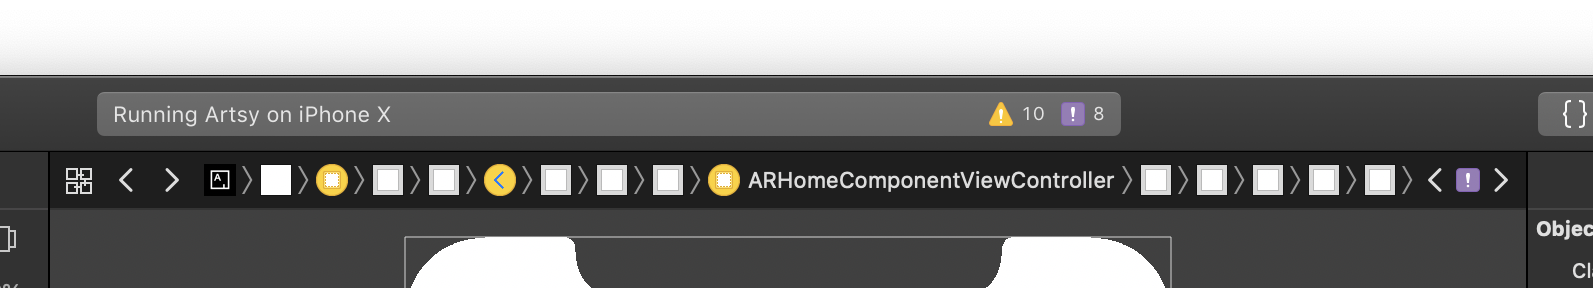 Running Artsy on iPhone X 10 8
{}
A,
ARHomeComponentViewController
Objec
Cl
%